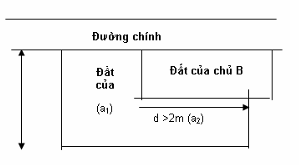 Đường chính
Đất
của
(a₁)
Đất của chủ B
d >2m (a₂)